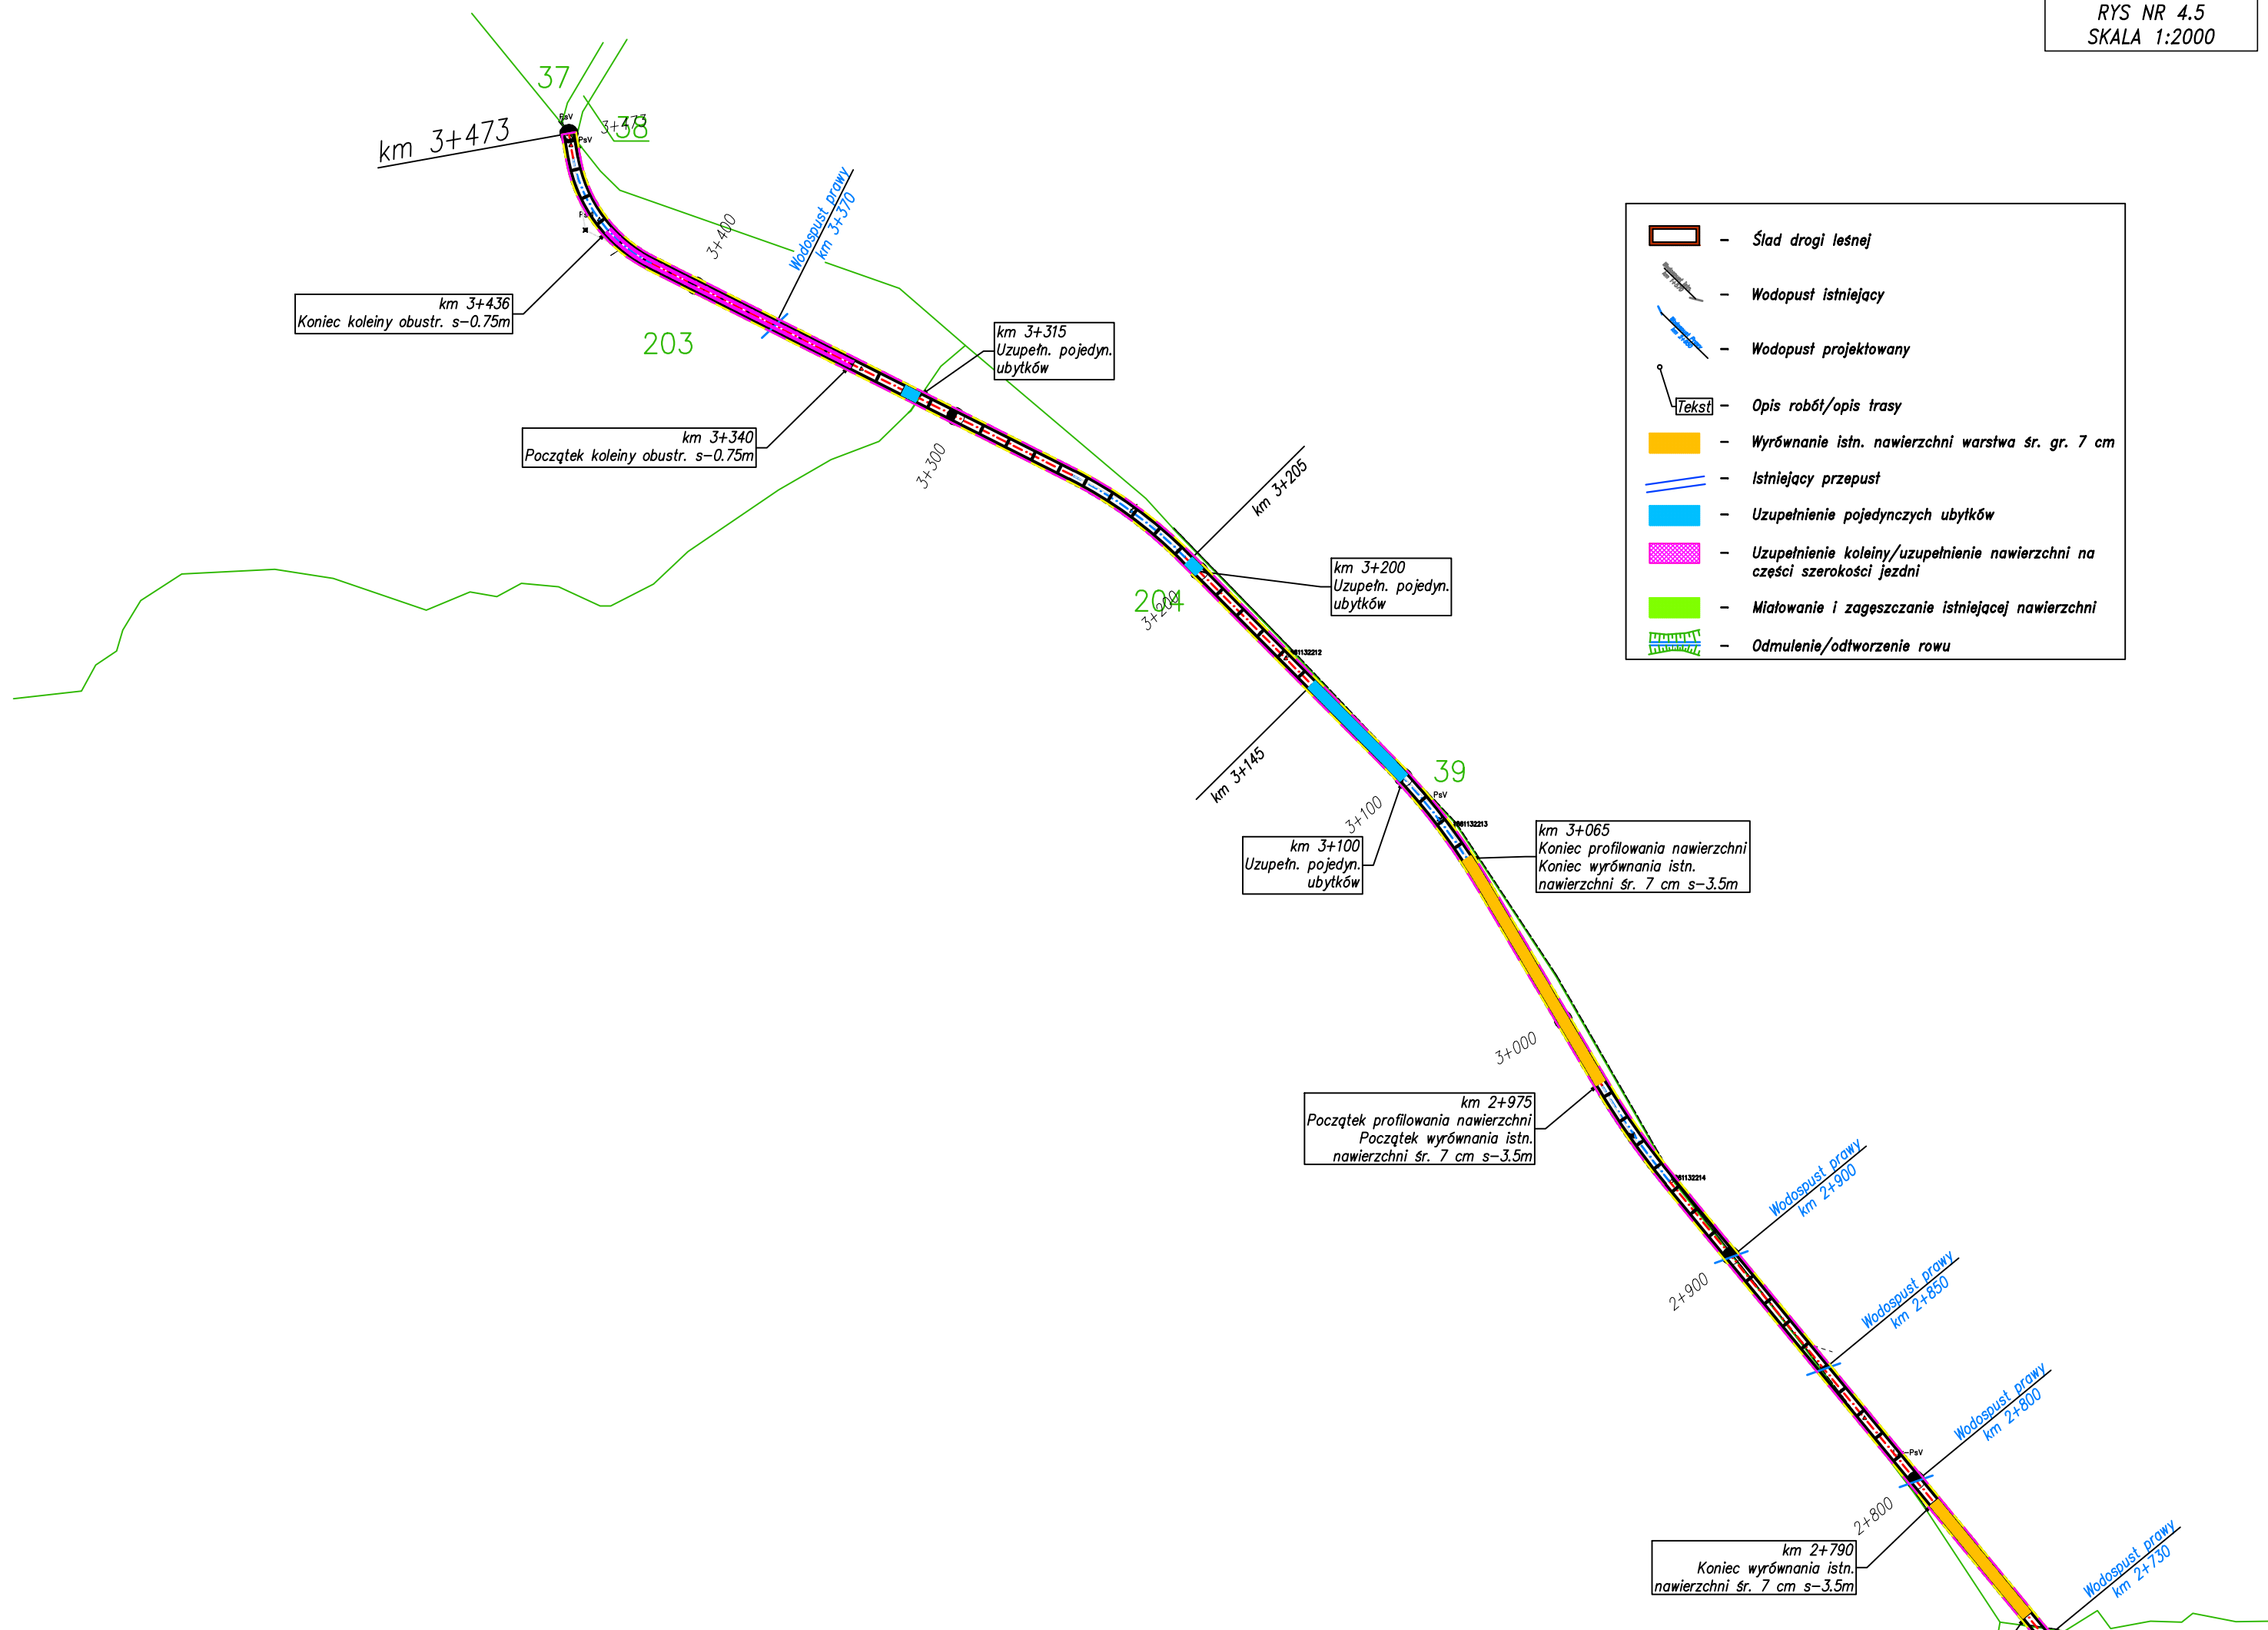 RYS NR 4.5
SKALA 1:2000
37
38
3+473
km 3+473
PsV
PsV
Wodospust prawy
km 3+370
3+400
km 3+436
Koniec koleiny obustr. s-0.75m
203
km 3+315
Uzupełn. pojedyn.
ubytków
km 3+340
Początek koleiny obustr. s-0.75m
3+300
km 3+205
km 3+200
Uzupełn. pojedyn.
ubytków
204
3+200
km 3+145
39
PsV
3+100
km 3+100
Uzupełn. pojedyn.
ubytków
km 3+065
Koniec profilowania nawierzchni
Koniec wyrównania istn.
nawierzchni śr. 7 cm s-3.5m
3+000
km 2+975
Początek profilowania nawierzchni
Początek wyrównania istn.
nawierzchni śr. 7 cm s-3.5m
Wodospust prawy
km 2+900
2+900
Wodospust prawy
km 2+850
Wodospust prawy
km 2+800
PsV
2+800
km 2+790
Koniec wyrównania istn.
nawierzchni śr. 7 cm s-3.5m
Wodospust prawy
km 2+730
- Ślad drogi leśnej
- Wodopust istniejący
- Wodopust projektowany
Tekst - Opis robót/opis trasy
- Wyrównanie istn. nawierzchni warstwa śr. gr. 7 cm
- Istniejący przepust
- Uzupełnienie pojedynczych ubytków
- Uzupełnienie koleiny/uzupełnienie nawierzchni na
części szerokości jezdni
- Miałowanie i zagęszczanie istniejącej nawierzchni
- Odmulenie/odtworzenie rowu